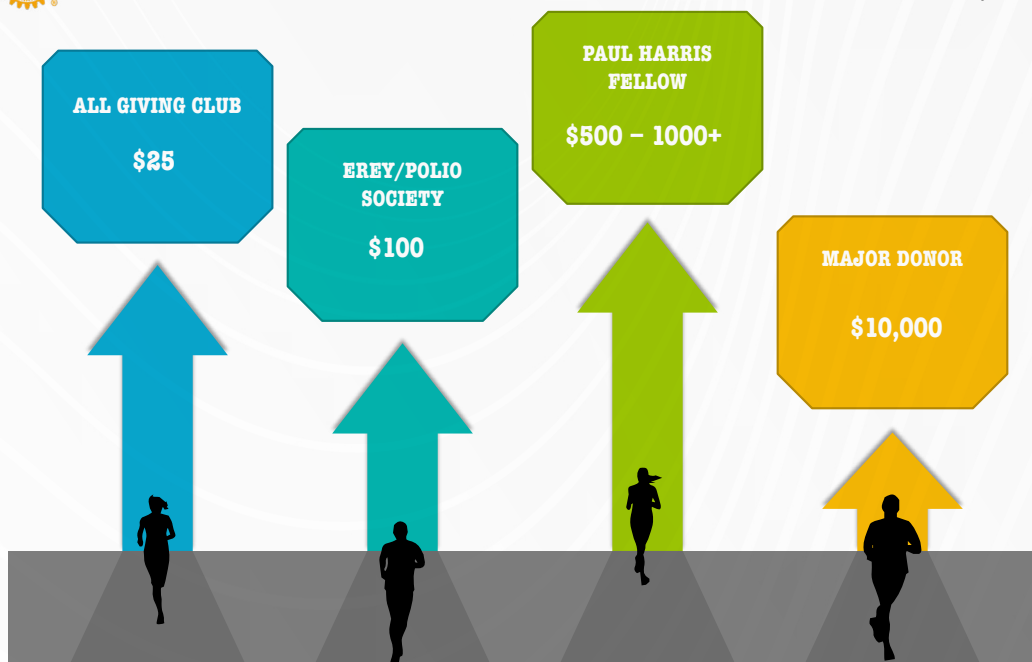 ALL GIVING CLUB
$25
EREY/POLIO
SOCIETY
$100
PAUL HARRIS
FELLOW
$500 – 1000+
MAJOR DONOR
$10,000